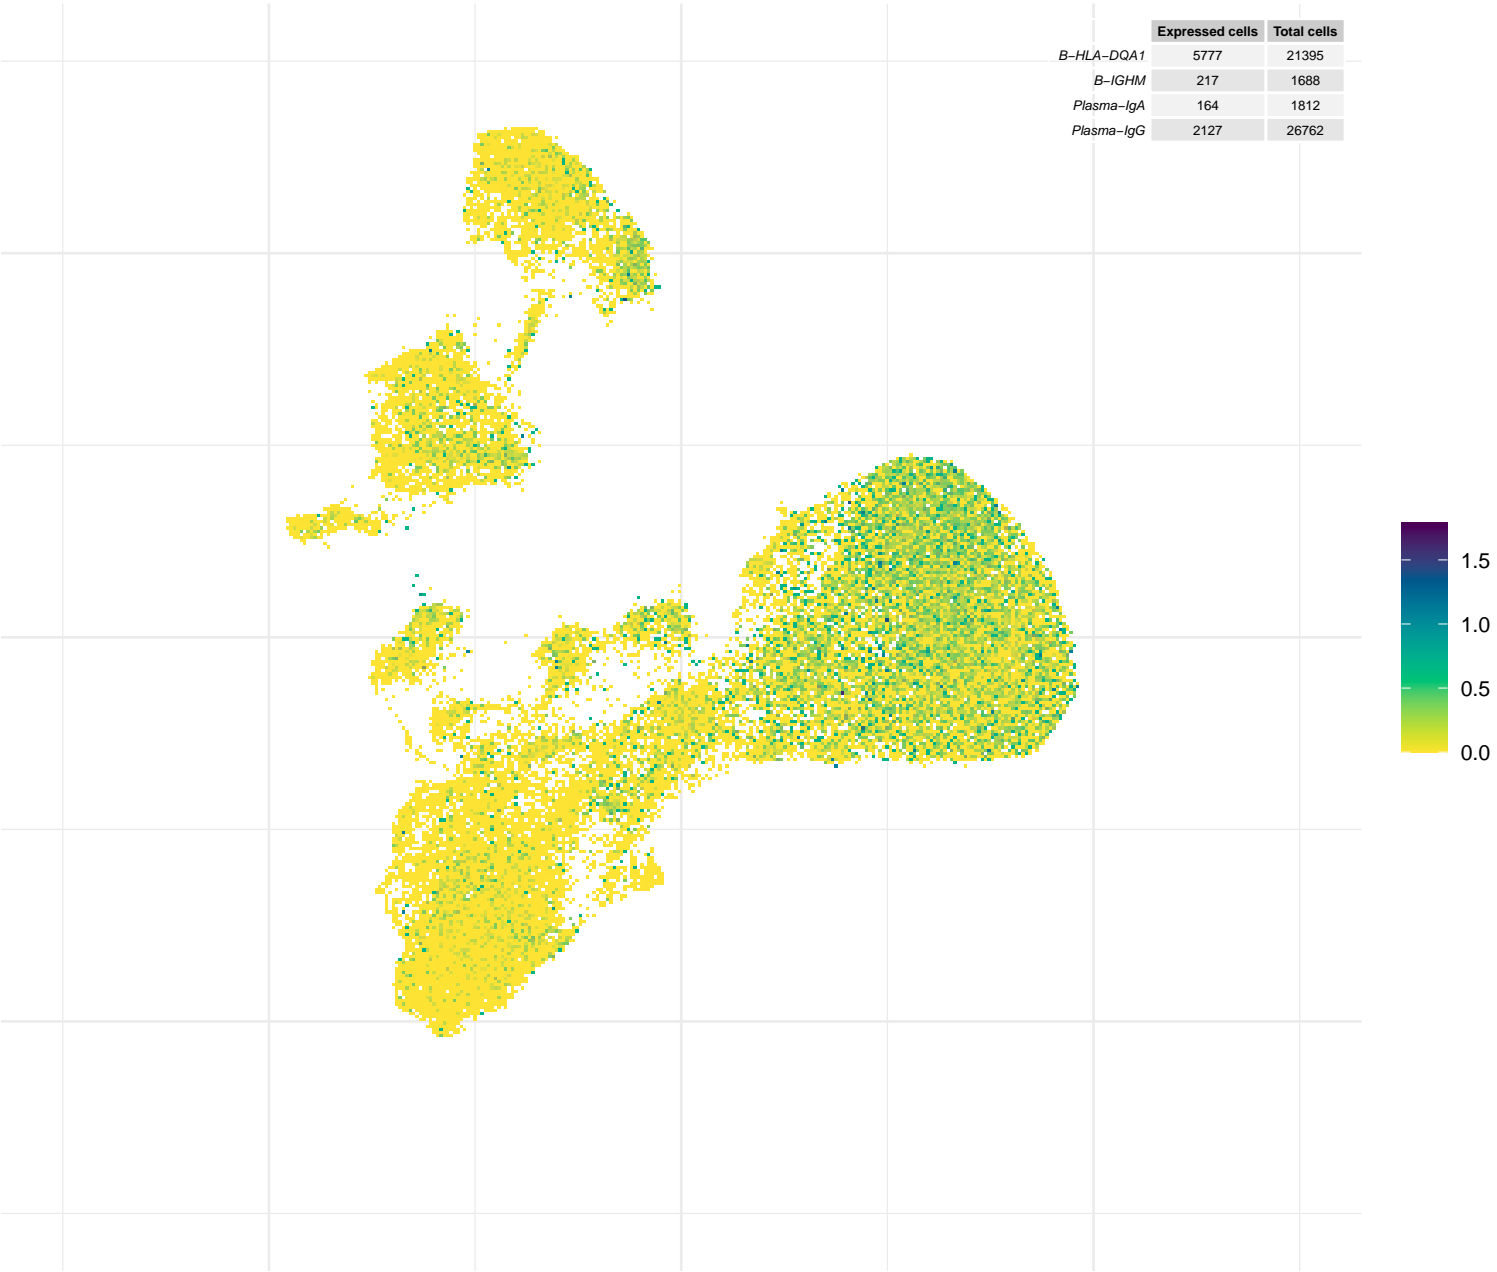 Expressed cells Total cells
B−HLA−DQA1 5777 21395
B−IGHM 217 1688
Plasma−IgA 164 1812
Plasma−IgG 2127 26762
1.5
1.0
0.5
0.0